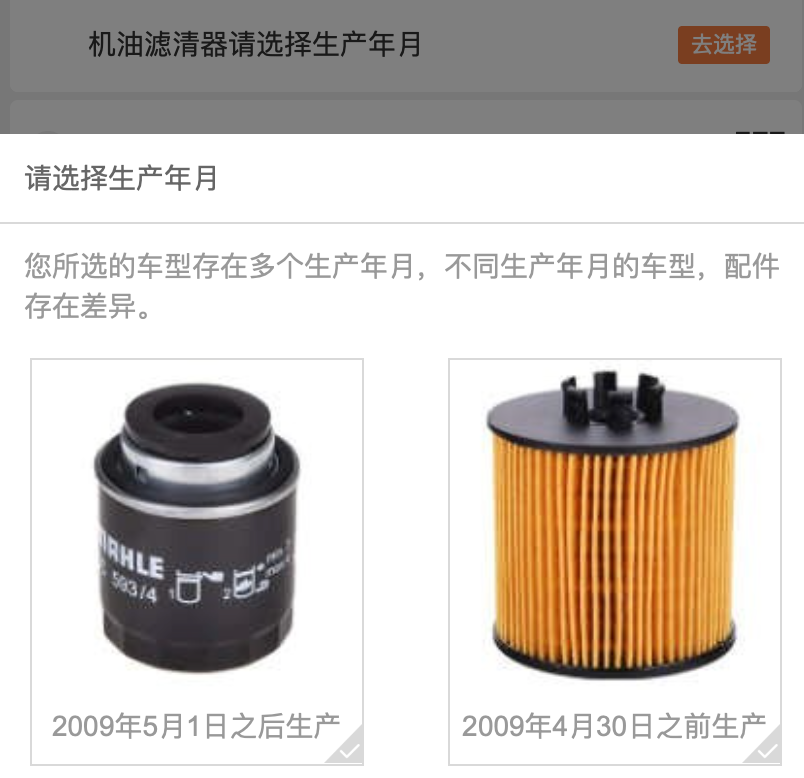 机油滤清器请选择生产年月
去选择
请选择生产年月
您所选的车型存在多个生产年月，不同生产年月的车型，配件
存在差异。
MAHLE
593/4
1
2
2009年5月1日之后生产
2009年4月30日之前生产